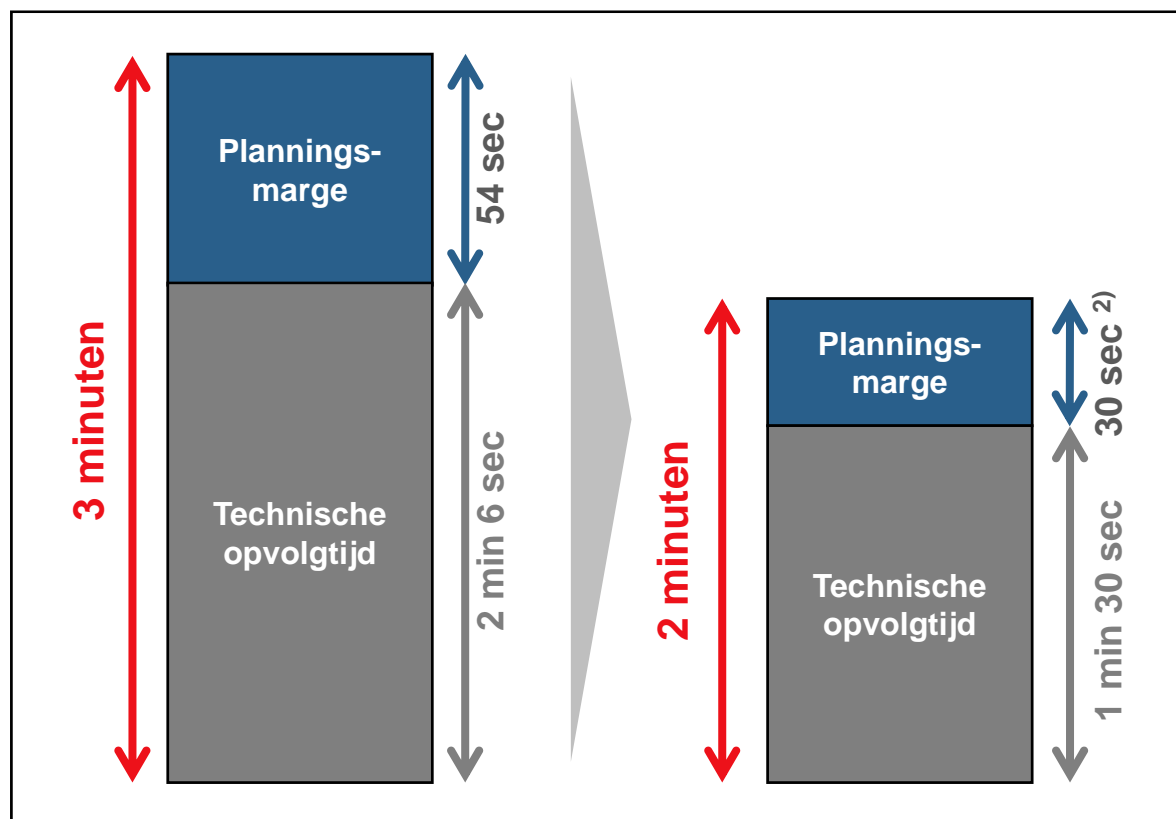 3 minuten
Plannings-
marge
54 sec
Technische
opvolgtijd
2 min 6 sec
2 minuten
Plannings-
marge
30 sec 2)
Technische
opvolgtijd
1 min 30 sec